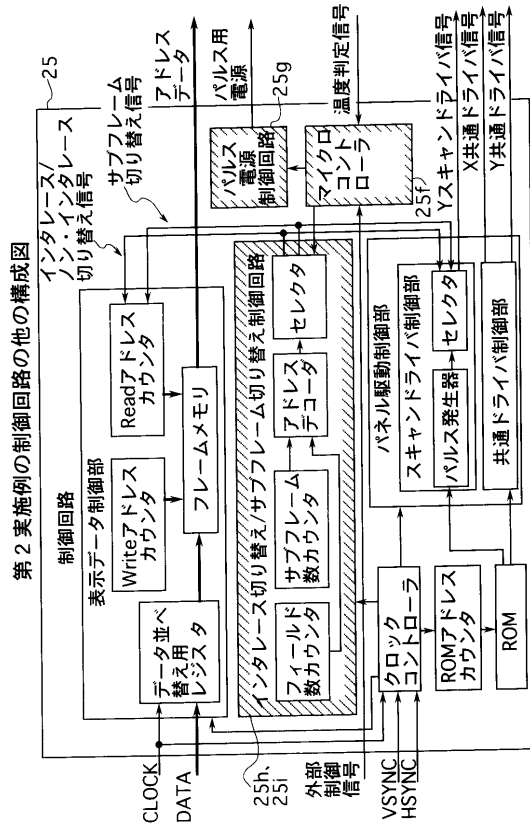 第2実施例の制御回路の他の構成図
25
インタレース/
ノン・インタレース
切り替え信号
サブフレーム
切り替え信号
アドレス
データ
パルス用
電源
25g
温度判定信号
Yスキャンドライバ信号
X共通ドライバ信号
Y共通ドライバ信号
制御回路
表示データ制御部
データ並べ
替え用
レジスタ
Writeアドレス
カウンタ
Readアドレス
カウンタ
フレームメモリ
CLOCK
DATA
パルス
電源
制御回路
マイクロ
コント
ローラ
25f
インタレース切り替え/サブフレーム切り替え制御回路
フィールド
数カウンタ
サブフレーム
数カウンタ
アドレス
デコーダ
セレクタ
25h、
25i
外部
制御
信号
VSYNC
HSYNC
クロック
コントローラ
ROMアドレス
カウンタ
ROM
パネル駆動制御部
スキャンドライバ制御部
パルス発生器
セレクタ
共通ドライバ制御部